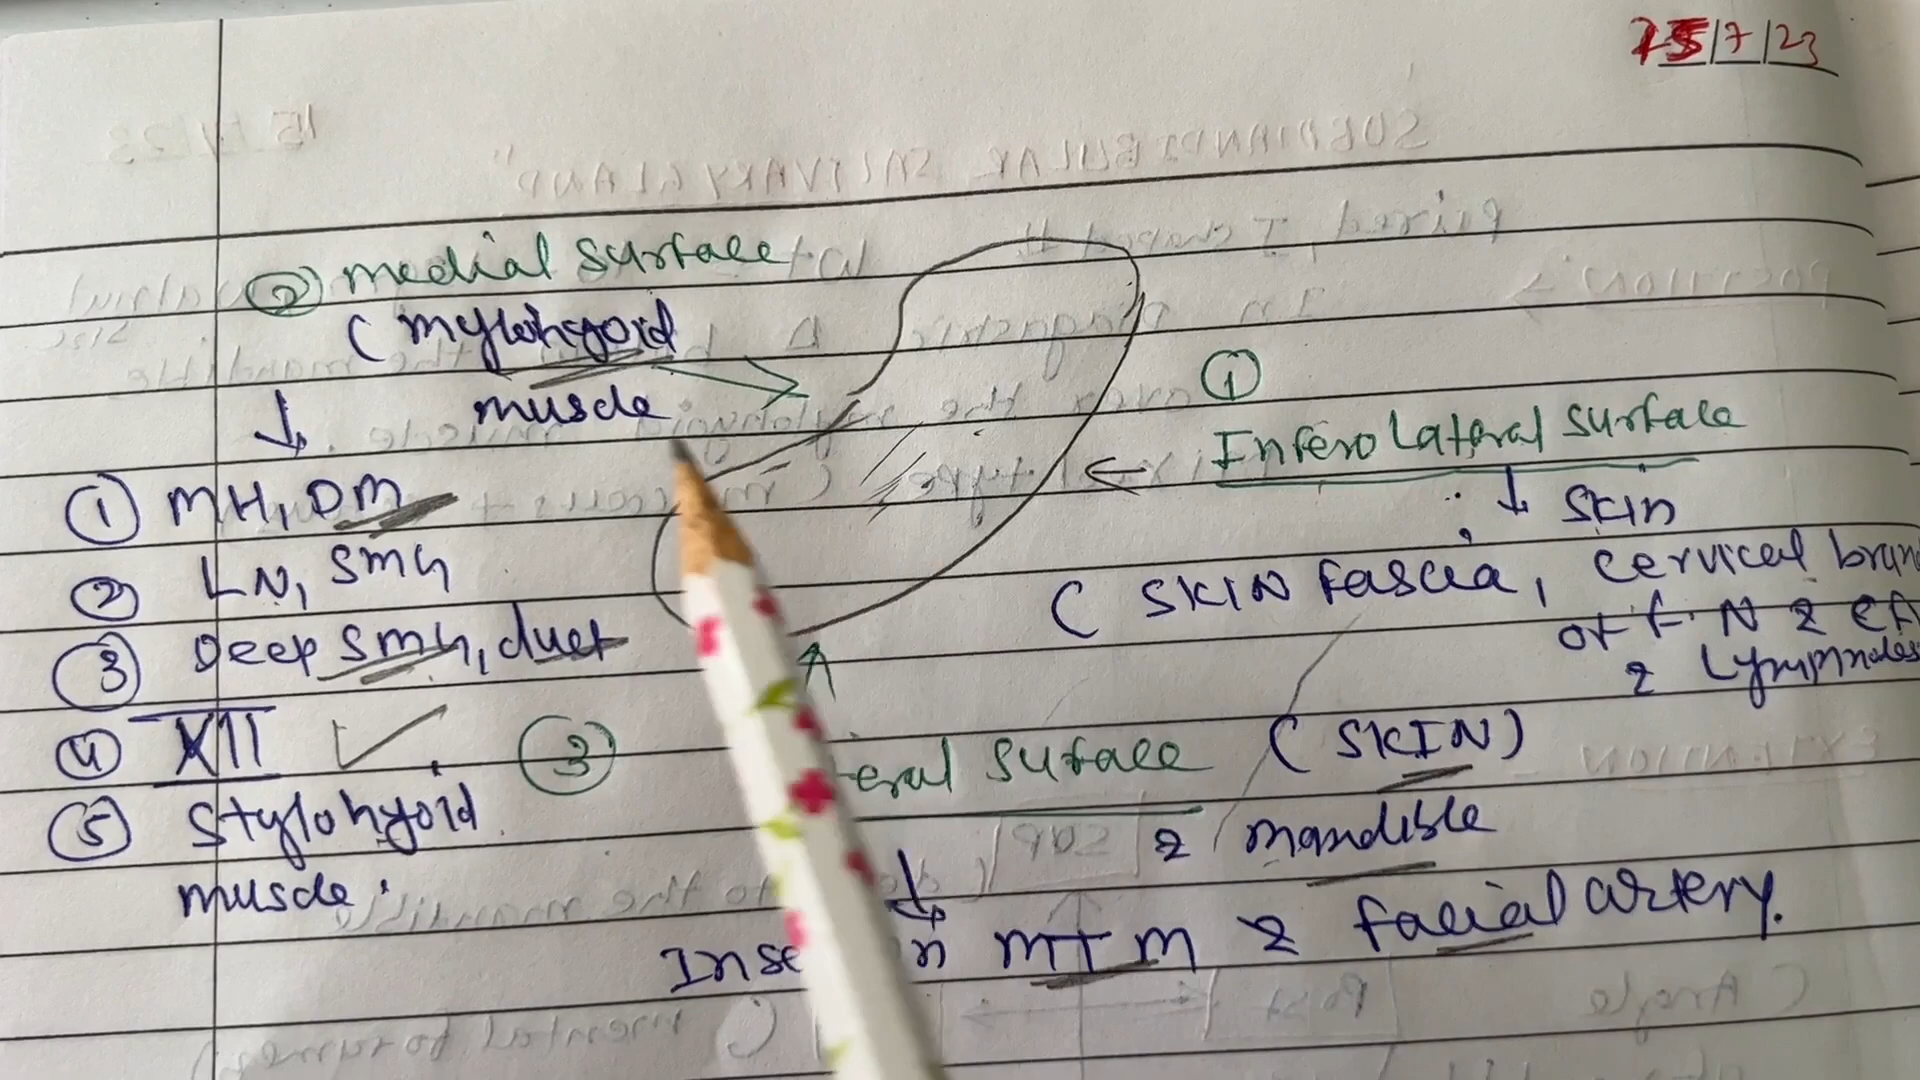 15/7/23
② medial surface
( mylohyoid
muscle
↓
① MH, DM
② LN, SMG
③ Deep SMG, duct
④ XII ✓
⑤ Stylohyoid
muscle.
①
← Infero Lateral surface
↓ skin
( SKIN Fascia, cervical bran
of F. N & 
& Lymphnodes
③ eral Surface ( SKIN )
& mandible
↓
Inse n MTM & facial artery.